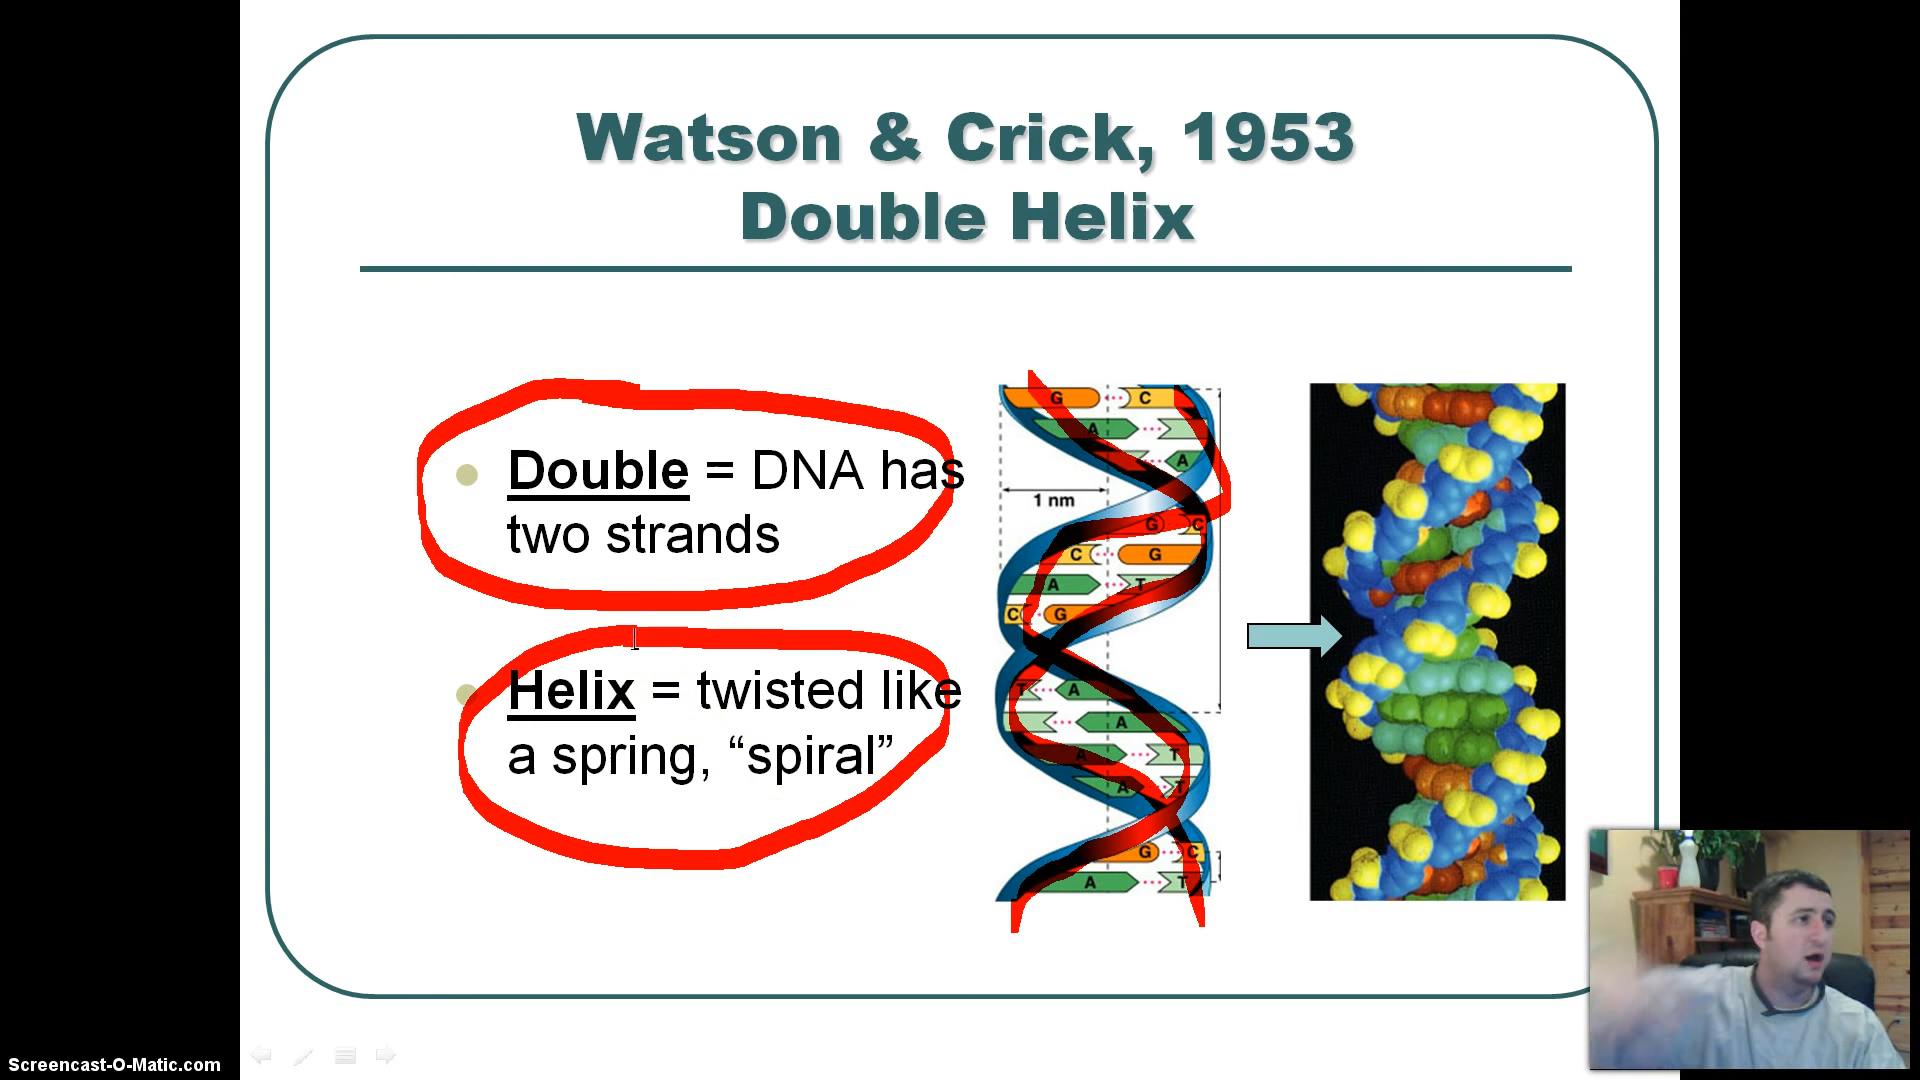 Watson & Crick, 1953
Double Helix
Double = DNA has
two strands
Helix = twisted like
a spring, “spiral”
G C
A
A
1 nm
G C
C G
A T
C G
T A
A
A T
A T
G C
A T
Screencast-O-Matic.com